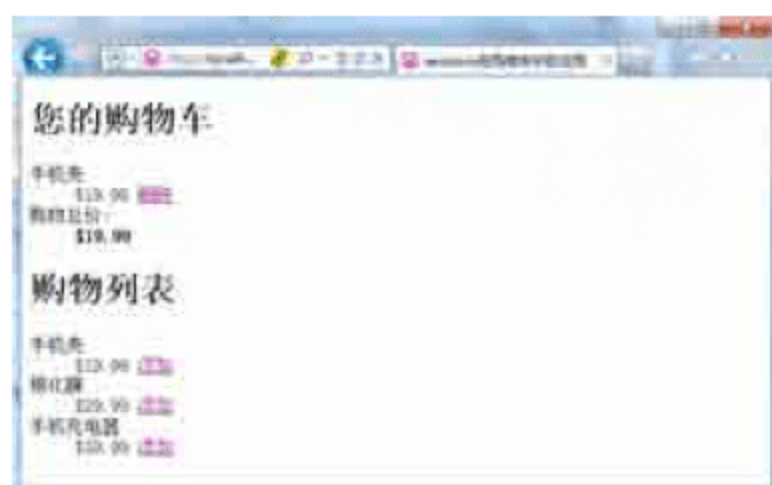 您的购物车
手机壳
$19.99 删除
购物总价:
$19.99
购物列表
手机壳
$19.99 添加
钢化膜
$29.99 添加
手机充电器
添加